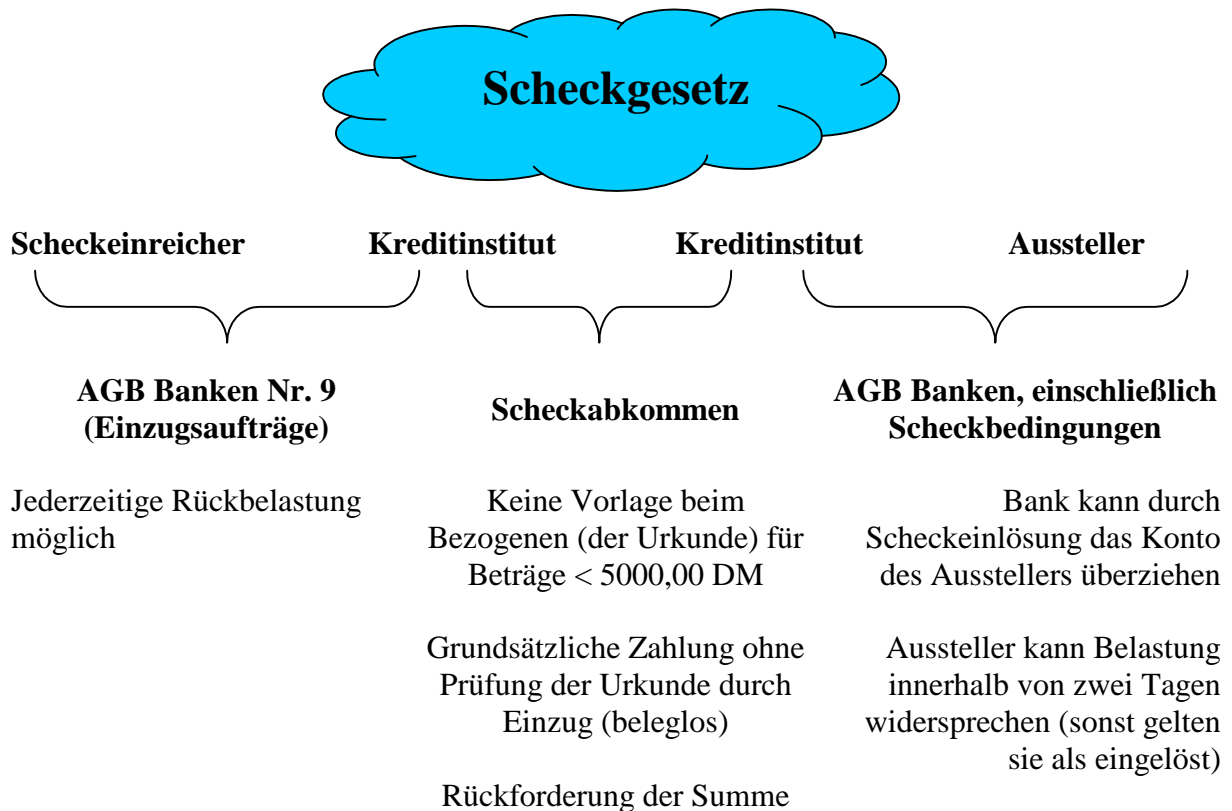 Scheckgesetz
Scheckeinreicher Kreditinstitut Kreditinstitut Aussteller
AGB Banken Nr. 9
(Einzugsaufträge)
Jederzeitige Rückbelastung
möglich
Scheckabkommen
Keine Vorlage beim
Bezogenen (der Urkunde) für
Beträge < 5000,00 DM
Grundsätzliche Zahlung ohne
Prüfung der Urkunde durch
Einzug (beleglos)
Rückforderung der Summe
AGB Banken, einschließlich
Scheckbedingungen
Bank kann durch
Scheckeinlösung das Konto
des Ausstellers überziehen
Aussteller kann Belastung
innerhalb von zwei Tagen
widersprechen (sonst gelten
sie als eingelöst)